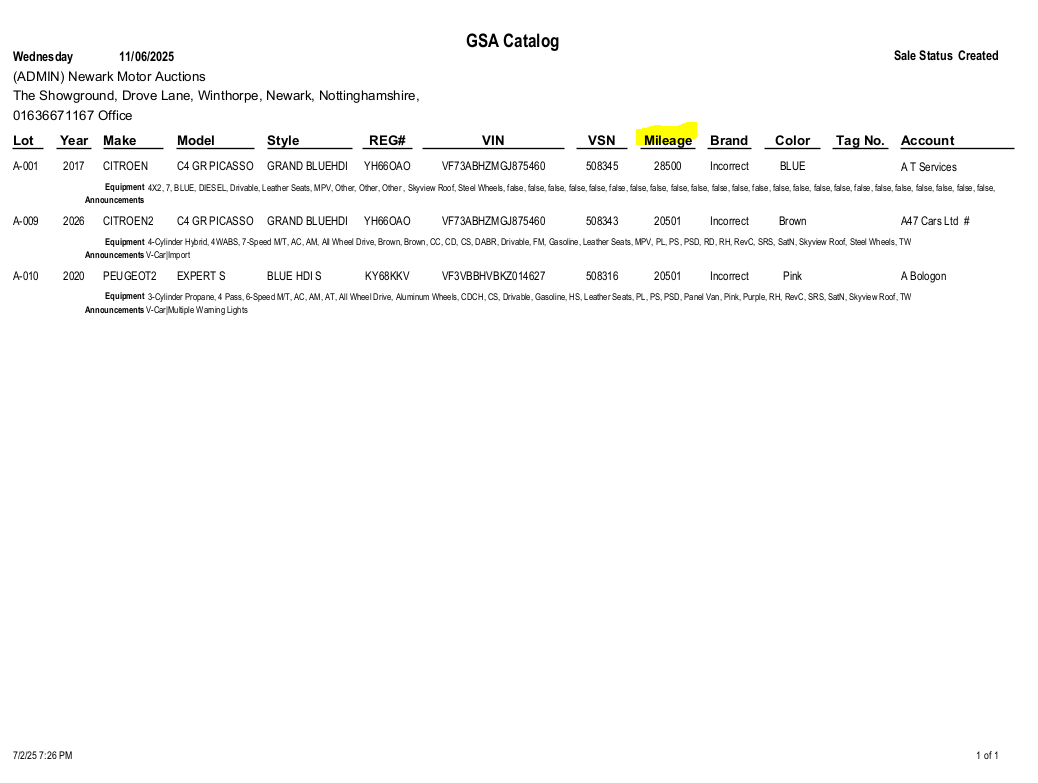 GSA Catalog
Wednesday 11/06/2025 Sale Status Created
(ADMIN) Newark Motor Auctions
The Showground, Drove Lane, Winthorpe, Newark, Nottinghamshire,
01636671167 Office
Lot Year Make Model Style REG# VIN VSN Mileage Brand Color Tag No. Account
A-001 2017 CITROEN C4 GR PICASSO GRAND BLUEHDI YH66OAO VF73ABHZMGJ875460 508345 28500 Incorrect BLUE A T Services
Equipment 4X2, 7, BLUE, DIESEL, Drivable, Leather Seats, MPV, Other, Other, Other , Skyview Roof, Steel Wheels, false, false, false, false, false, false, false, false, false, false, false, false, false, false, false, false, false, false, false, false, false, false, false, false,
Announcements
A-009 2026 CITROEN2 C4 GR PICASSO GRAND BLUEHDI YH66OAO VF73ABHZMGJ875460 508343 20501 Incorrect Brown A47 Cars Ltd #
Equipment 4-Cylinder Hybrid, 4WABS, 7-Speed M/T, AC, AM, All Wheel Drive, Brown, Brown, CC, CD, CS, DABR, Drivable, FM, Gasoline, Leather Seats, MPV, PL, PS, PSD, RD, RH, RevC, SRS, SatN, Skyview Roof, Steel Wheels, TW
Announcements V-Car|Import
A-010 2020 PEUGEOT2 EXPERT S BLUE HDI S KY68KKV VF3VBBHVBKZ014627 508316 20501 Incorrect Pink A Bologon
Equipment 3-Cylinder Propane, 4 Pass, 6-Speed M/T, AC, AM, AT, All Wheel Drive, Aluminum Wheels, CDCH, CS, Drivable, Gasoline, HS, Leather Seats, PL, PS, PSD, Panel Van, Pink, Purple, RH, RevC, SRS, SatN, Skyview Roof, TW
Announcements V-Car|Multiple Warning Lights
7/2/25 7:26 PM 1 of 1